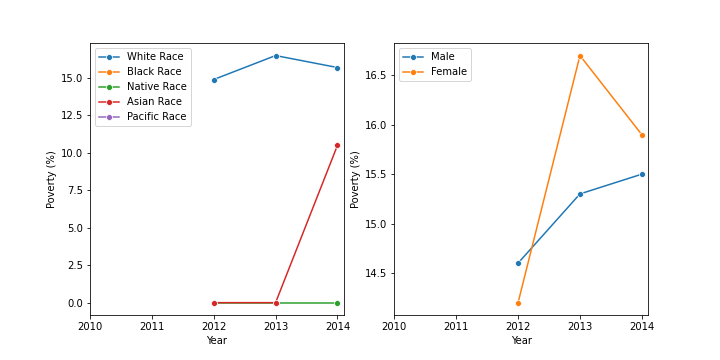 White Race
Black Race
Native Race
Asian Race
Pacific Race
Poverty (%)
15.0
12.5
10.0
7.5
5.0
2.5
0.0
2010 2011 2012 2013 2014
Year
Male
Female
Poverty (%)
16.5
16.0
15.5
15.0
14.5
2010 2011 2012 2013 2014
Year